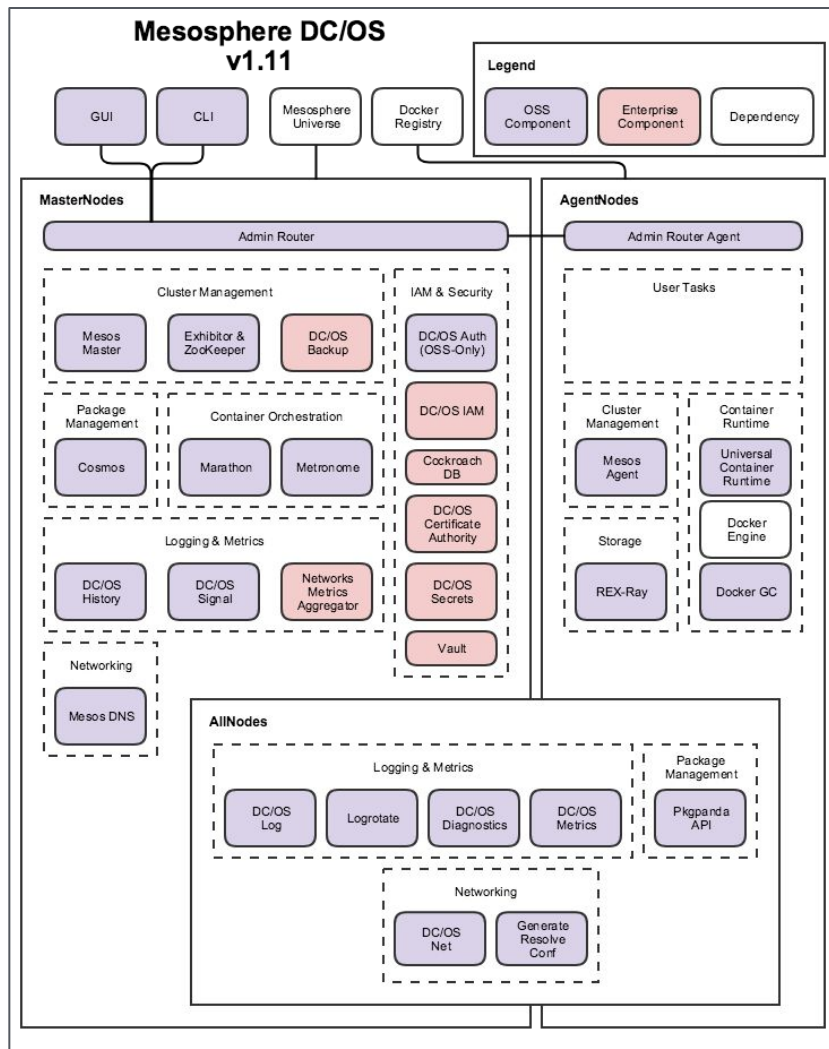 Mesosphere DC/OS
v1.11
Legend
OSS
Component
Enterprise
Component
Dependency
GUI
CLI
Mesosphere
Universe
Docker
Registry
MasterNodes
Admin Router
Cluster Management
Mesos
Master
Exhibitor &
ZooKeeper
DC/OS
Backup
IAM & Security
DC/OS Auth
(OSS-Only)
DC/OS IAM
Cockroach
DB
DC/OS
Certificate
Authority
DC/OS
Secrets
Vault
Package
Management
Cosmos
Container Orchestration
Marathon
Metronome
Logging & Metrics
DC/OS
History
DC/OS
Signal
Networks
Metrics
Aggregator
Networking
Mesos DNS
AgentNodes
Admin Router Agent
User Tasks
Cluster
Management
Mesos
Agent
Container
Runtime
Universal
Container
Runtime
Docker
Engine
Docker GC
Storage
REX-Ray
AllNodes
Logging & Metrics
DC/OS
Log
Logrotate
DC/OS
Diagnostics
DC/OS
Metrics
Package
Management
Pkgpanda
API
Networking
DC/OS
Net
Generate
Resolve
Conf